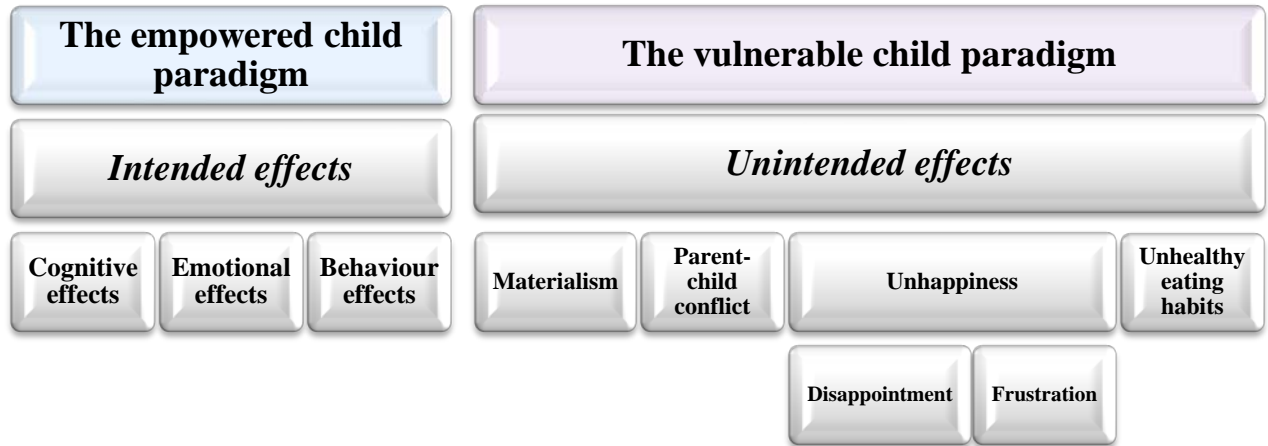 The empowered child
paradigm
The vulnerable child paradigm
Intended effects
Unintended effects
Cognitive
effects
Emotional
effects
Behaviour
effects
Materialism
Parent-
child
conflict
Unhappiness
Unhealthy
eating
habits
Disappointment
Frustration